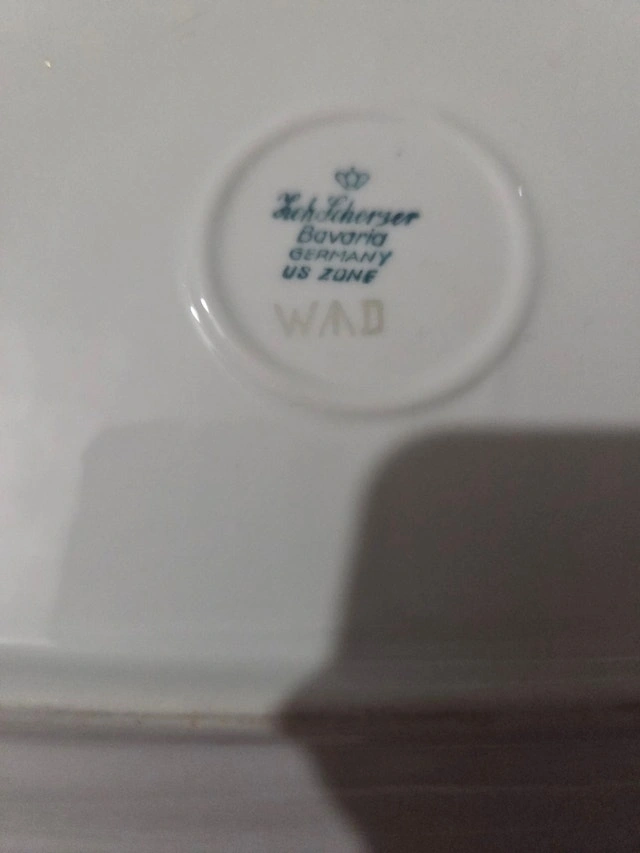 Zeh Scherzer
Bavaria
GERMANY
US ZONE
WAD